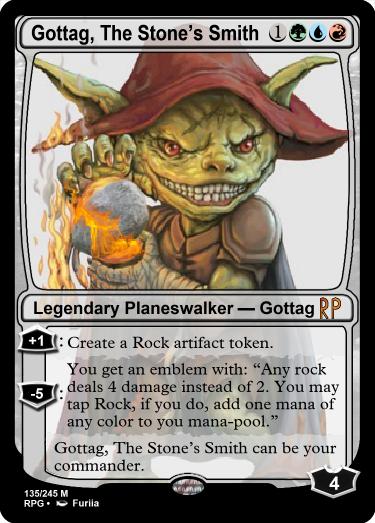 Gottag, The Stone's Smith 1
Legendary Planeswalker — Gottag RP
+1 : Create a Rock artifact token.
You get an emblem with: “Any rock
-5 : deals 4 damage instead of 2. You may
tap Rock, if you do, add one mana of
any color to you mana-pool.”
Gottag, The Stone's Smith can be your
commander.
4
135/245 M
RPG • Furiia